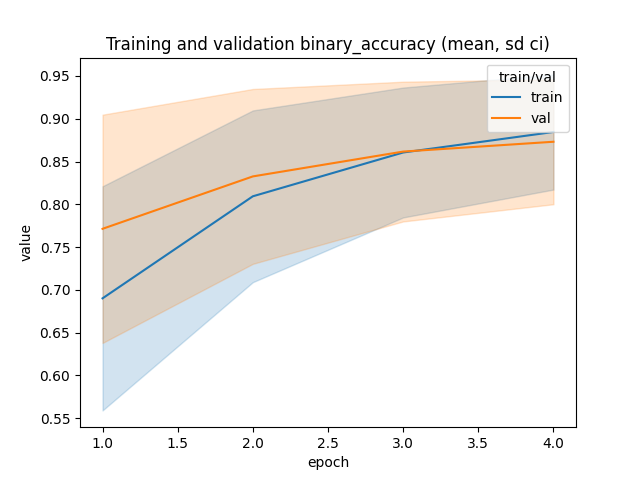 Training and validation binary_accuracy (mean, sd ci)
train/val
train
val
value
0.95
0.90
0.85
0.80
0.75
0.70
0.65
0.60
0.55
1.0 1.5 2.0 2.5 3.0 3.5 4.0
epoch